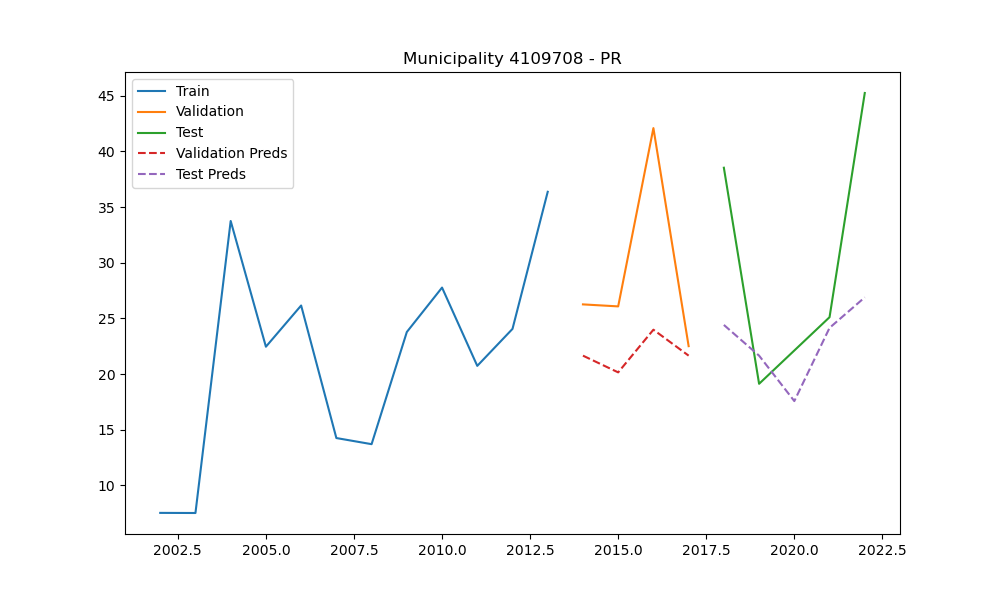 Municipality 4109708 - PR
Train
Validation
Test
Validation Preds
Test Preds
45
40
35
30
25
20
15
10
2002.5 2005.0 2007.5 2010.0 2012.5 2015.0 2017.5 2020.0 2022.5